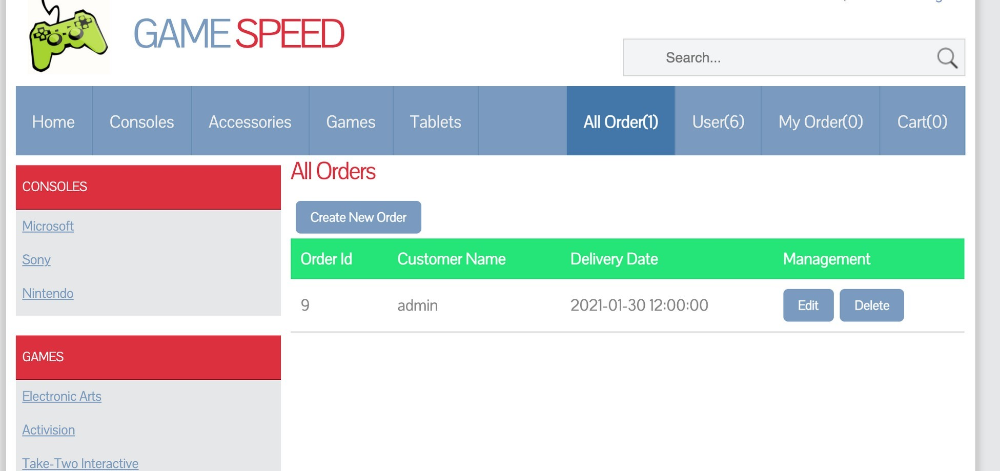 GAME SPEED
Search...
Home Consoles Accessories Games Tablets All Order(1) User(6) My Order(0) Cart(0)
CONSOLES
Microsoft
Sony
Nintendo
GAMES
Electronic Arts
Activision
Take-Two Interactive
All Orders
Create New Order
Order Id Customer Name Delivery Date Management
9 admin 2021-01-30 12:00:00 Edit Delete